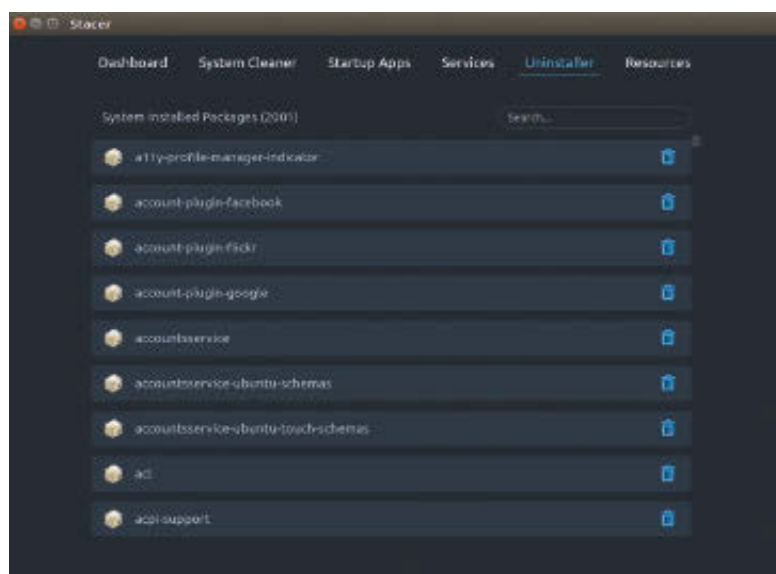 Stacer
Dashboard System Cleaner Startup Apps Services Uninstaller Resources
System Installed Packages (2001) Search...
a11y-profile-manager-indicator
account-plugin-facebook
account-plugin-flickr
account-plugin-google
accountsservice
accountsservice-ubuntu-schemas
accountsservice-ubuntu-touch-schemas
acl
acpi-support